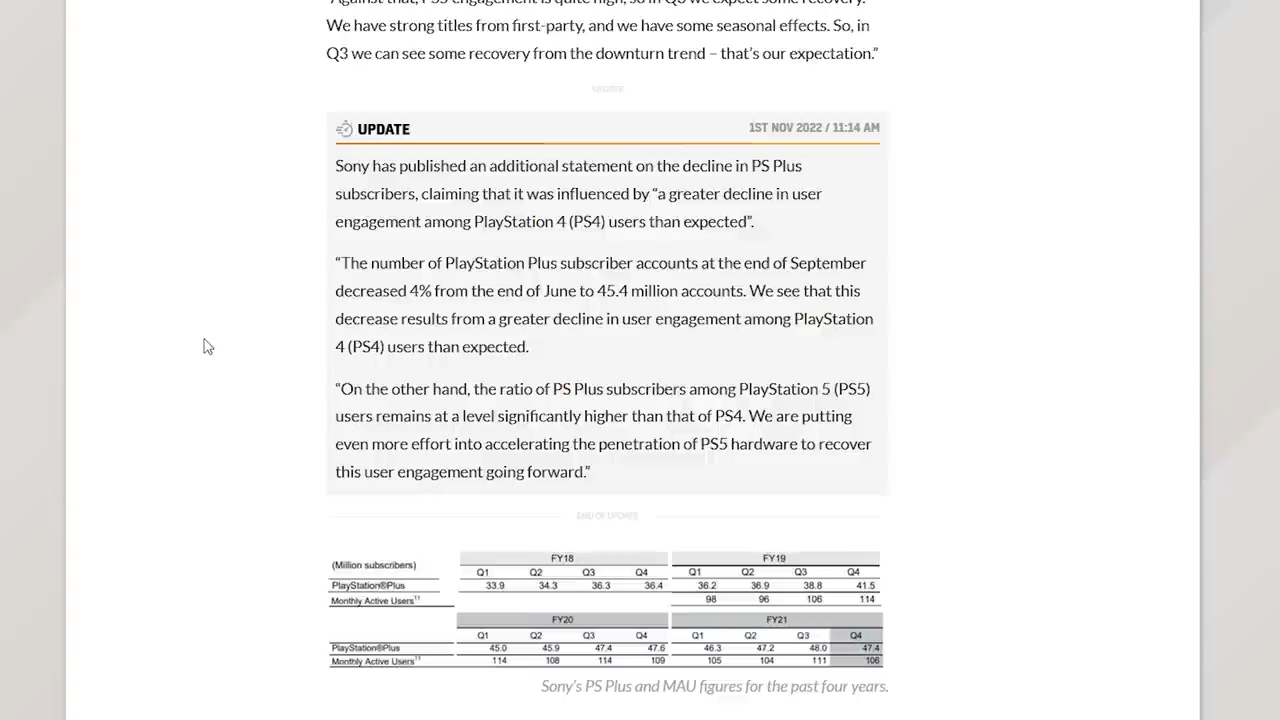 "Against that, PS5 engagement is quite high, so in Q3 we expect some recovery.
We have strong titles from first-party, and we have some seasonal effects. So, in
Q3 we can see some recovery from the downturn trend – that's our expectation."
UPDATE
UPDATE 1ST NOV 2022 / 11:14 AM
Sony has published an additional statement on the decline in PS Plus
subscribers, claiming that it was influenced by "a greater decline in user
engagement among PlayStation 4 (PS4) users than expected".
"The number of PlayStation Plus subscriber accounts at the end of September
decreased 4% from the end of June to 45.4 million accounts. We see that this
decrease results from a greater decline in user engagement among PlayStation
4 (PS4) users than expected.
"On the other hand, the ratio of PS Plus subscribers among PlayStation 5 (PS5)
users remains at a level significantly higher than that of PS4. We are putting
even more effort into accelerating the penetration of PS5 hardware to recover
this user engagement going forward."
END OF UPDATE
(Million subscribers) FY18 FY19
Q1 Q2 Q3 Q4 Q1 Q2 Q3 Q4
PlayStation®Plus 33.9 34.3 36.3 36.4 36.2 36.9 38.8 41.5
Monthly Active Users 98 96 106 114
FY20 FY21
Q1 Q2 Q3 Q4 Q1 Q2 Q3 Q4
PlayStation®Plus 45.0 45.9 47.4 47.6 46.3 47.2 48.0 47.4
Monthly Active Users 114 108 114 109 105 104 111 106
Sony's PS Plus and MAU figures for the past four years.